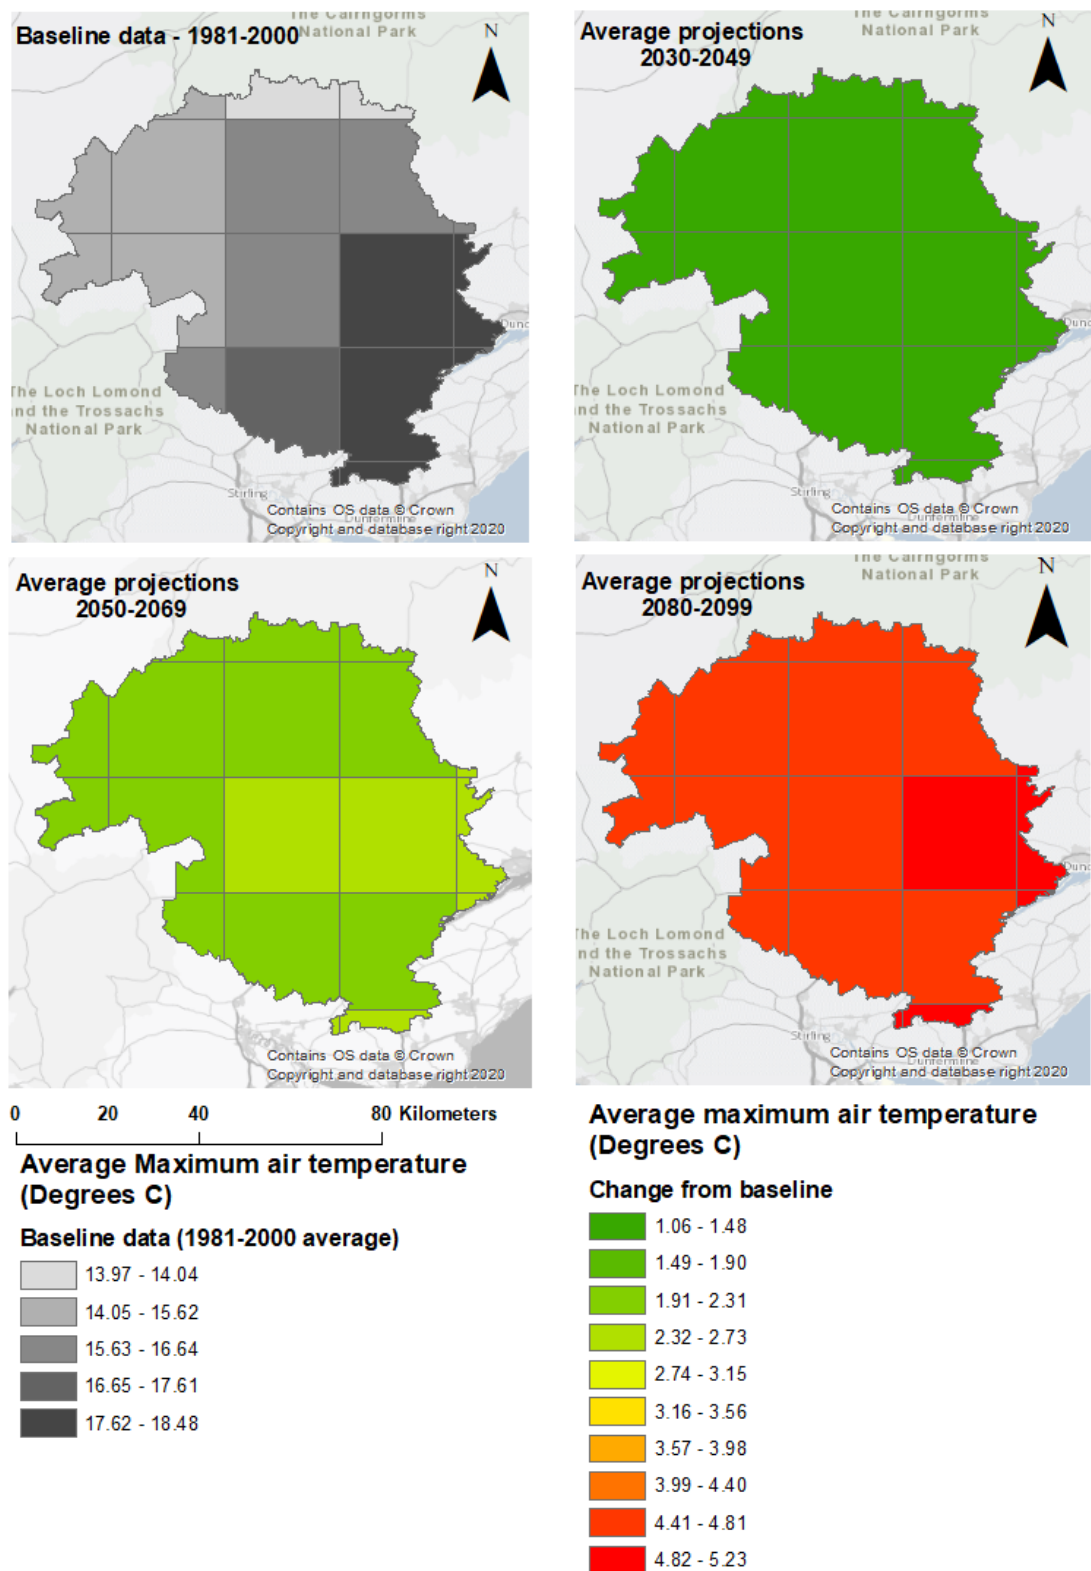 The Cairngorms
National Park
Baseline data - 1981-2000
N
The Loch Lomond
and the Trossachs
National Park
Stirling
Dunfermline
Contains OS data © Crown
Copyright and database right 2020
The Cairngorms
National Park
Average projections
2030-2049
N
The Loch Lomond
and the Trossachs
National Park
Stirling
Dunfermline
Contains OS data © Crown
Copyright and database right 2020
Average projections
2050-2069
N
Contains OS data © Crown
Copyright and database right 2020
The Cairngorms
National Park
Average projections
2080-2099
N
The Loch Lomond
and the Trossachs
National Park
Stirling
Dunfermline
Contains OS data © Crown
Copyright and database right 2020
0 20 40 80 Kilometers
Average Maximum air temperature
(Degrees C)
Baseline data (1981-2000 average)
13.97 - 14.04
14.05 - 15.62
15.63 - 16.64
16.65 - 17.61
17.62 - 18.48
Average maximum air temperature
(Degrees C)
Change from baseline
1.06 - 1.48
1.49 - 1.90
1.91 - 2.31
2.32 - 2.73
2.74 - 3.15
3.16 - 3.56
3.57 - 3.98
3.99 - 4.40
4.41 - 4.81
4.82 - 5.23